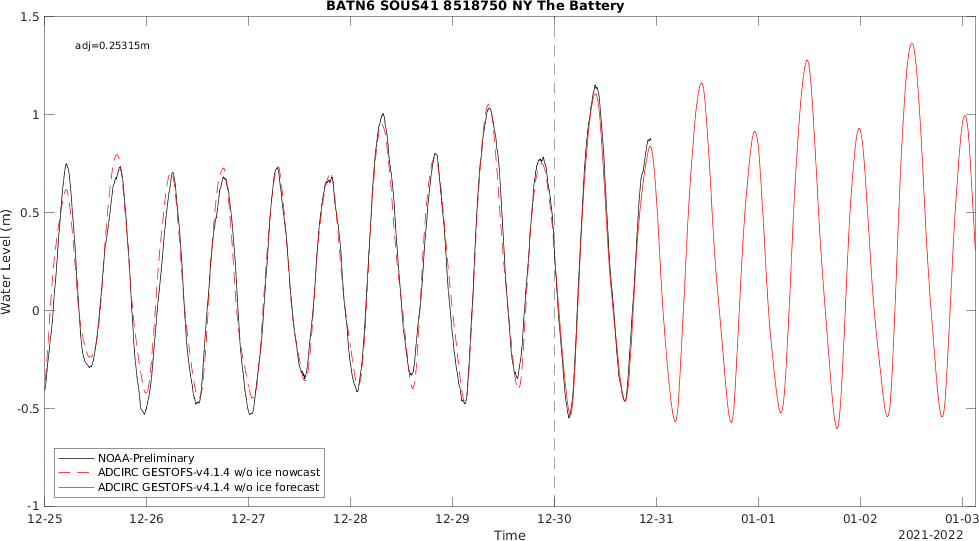 BATN6 SOUS41 8518750 NY The Battery
1.5
adj=0.25315m
1
0.5
0
-0.5
-1
Water Level (m)
NOAA-Preliminary
ADCIRC GESTOFS-v4.1.4 w/o ice nowcast
ADCIRC GESTOFS-v4.1.4 w/o ice forecast
12-25 12-26 12-27 12-28 12-29 12-30 12-31 01-01 01-02 01-03
Time
2021-2022